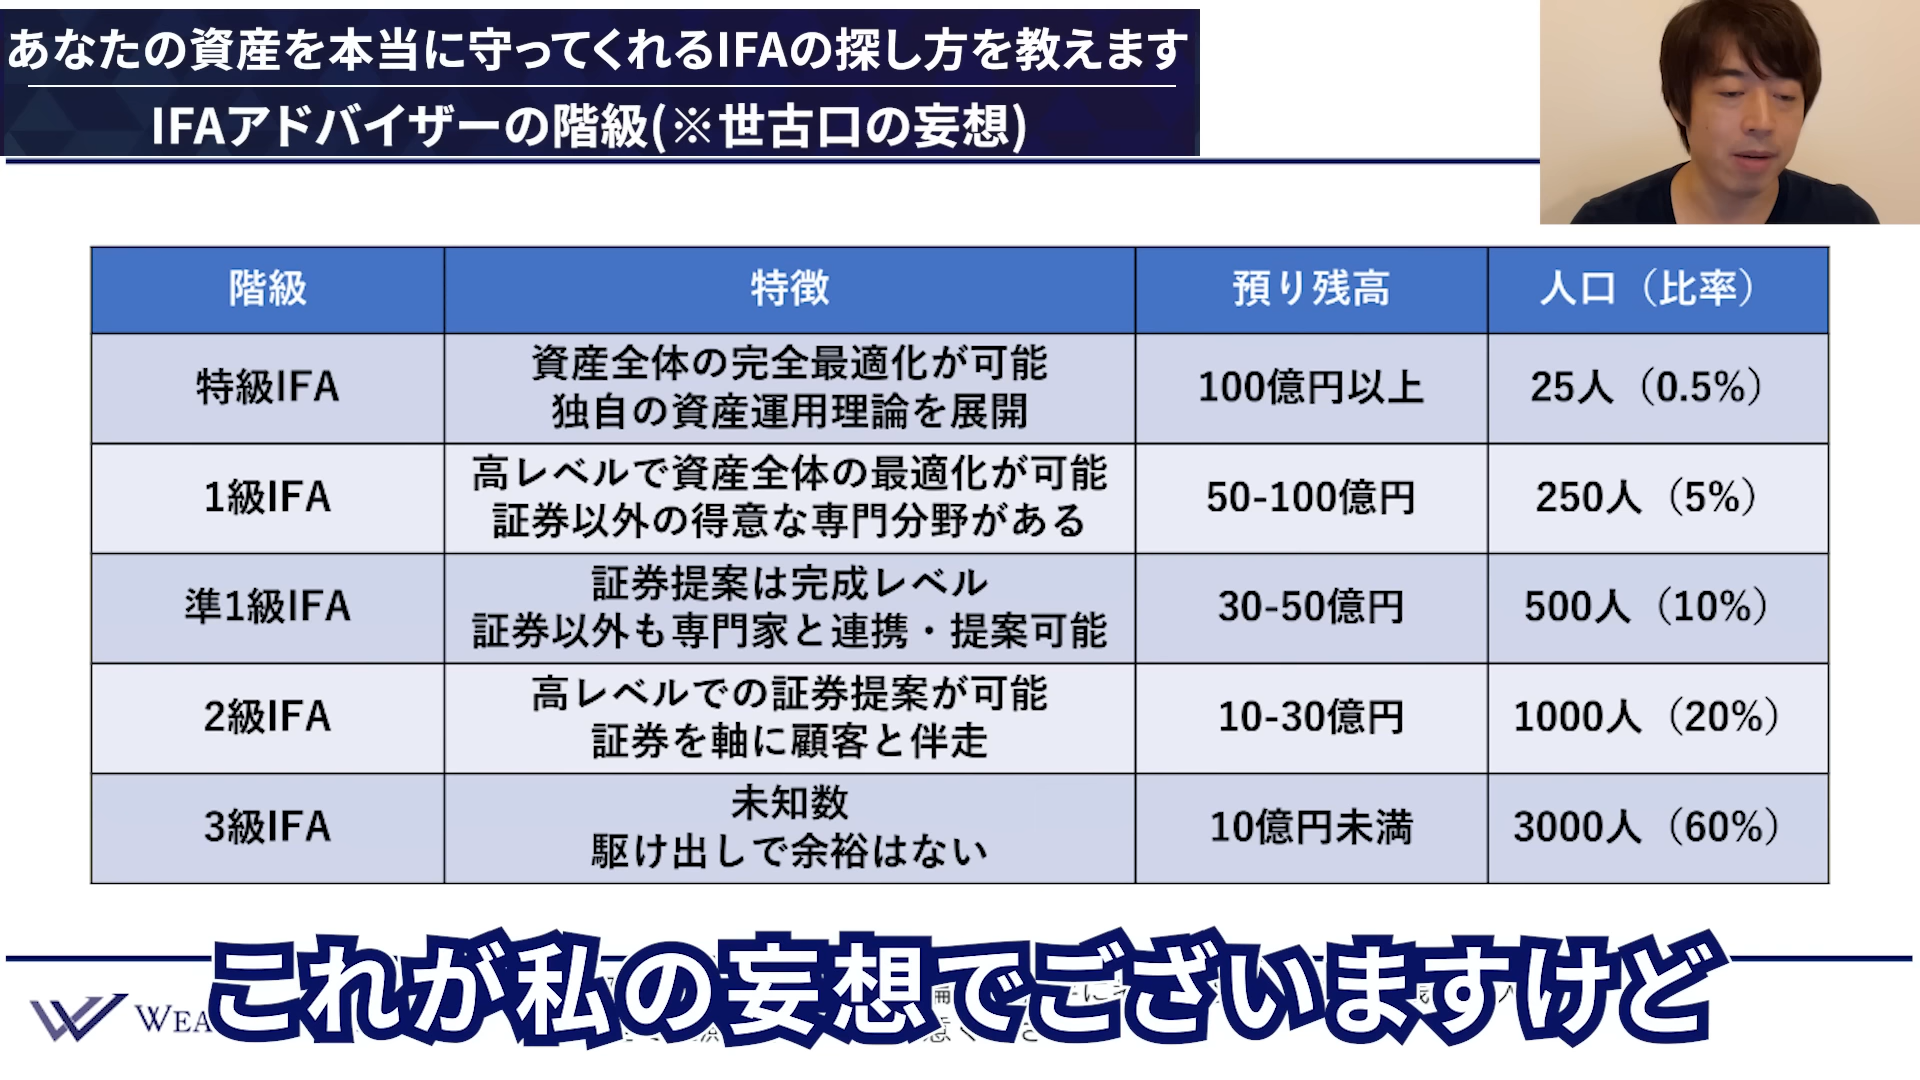 あなたの資産を本当に守ってくれるIFAの探し方を教えます
IFAアドバイザーの階級(※世古口の妄想)
階級 特徴 預り残高 人口（比率）
特級IFA 資産全体の完全最適化が可能 100億円以上 25人（0.5%）
独自の資産運用理論を展開
1級IFA 高レベルで資産全体の最適化が可能 50-100億円 250人（5%）
証券以外の得意な専門分野がある
準1級IFA 証券提案は完成レベル 30-50億円 500人（10%）
証券以外も専門家と連携・提案可能
2級IFA 高レベルでの証券提案が可能 10-30億円 1000人（20%）
証券を軸に顧客と伴走
3級IFA 未知数 10億円未満 3000人（60%）
駆け出しで余裕はない
これが私の妄想でございますけど